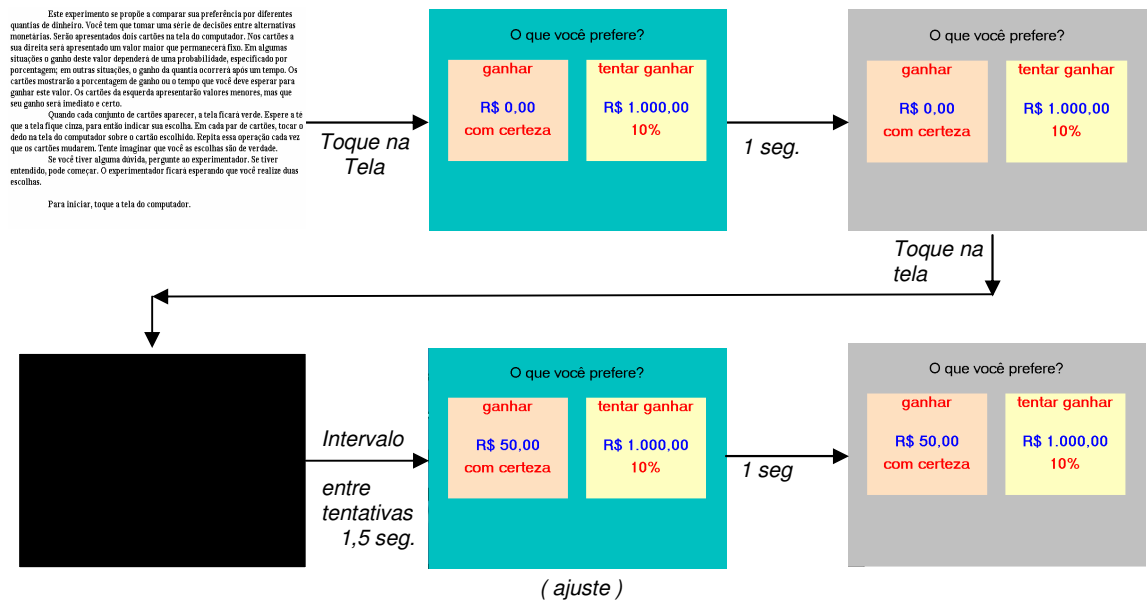 Este experimento se propõe a comparar sua preferência por diferentes
quantias de dinheiro. Você tem que tomar uma série de decisões entre alternativas
monetárias. Serão apresentados dois cartões na tela do computador. Nos cartões a
sua direita será apresentado um valor maior que permanecerá fixo. Em algumas
situações o ganho deste valor dependerá de uma probabilidade, especificado por
porcentagem; em outras situações, o ganho da quantia ocorrerá após um tempo. Os
cartões mostrarão a porcentagem de ganho ou o tempo que você deve esperar para
ganhar este valor. Os cartões da esquerda apresentarão valores menores, mas que
seu ganho será imediato e certo.
Quando cada conjunto de cartões aparecer, a tela ficará verde. Espere a té
que a tela fique cinza, para então indicar sua escolha. Em cada par de cartões, tocar o
dedo na tela do computador sobre o cartão escolhido. Repita essa operação cada vez
que os cartões mudarem. Tente imaginar que você as escolhas são de verdade.
Se você tiver alguma dúvida, pergunte ao experimentador. Se tiver
entendido, pode começar. O experimentador ficará esperando que você realize duas
escolhas.
Para iniciar, toque a tela do computador.
Toque na
Tela
O que você prefere?
ganhar
R$ 0,00
com certeza
tentar ganhar
R$ 1.000,00
10%
1 seg.
O que você prefere?
ganhar
R$ 0,00
com certeza
tentar ganhar
R$ 1.000,00
10%
Toque na
tela
Intervalo
entre
tentativas
1,5 seg.
O que você prefere?
ganhar
R$ 50,00
com certeza
tentar ganhar
R$ 1.000,00
10%
( ajuste )
1 seg
O que você prefere?
ganhar
R$ 50,00
com certeza
tentar ganhar
R$ 1.000,00
10%